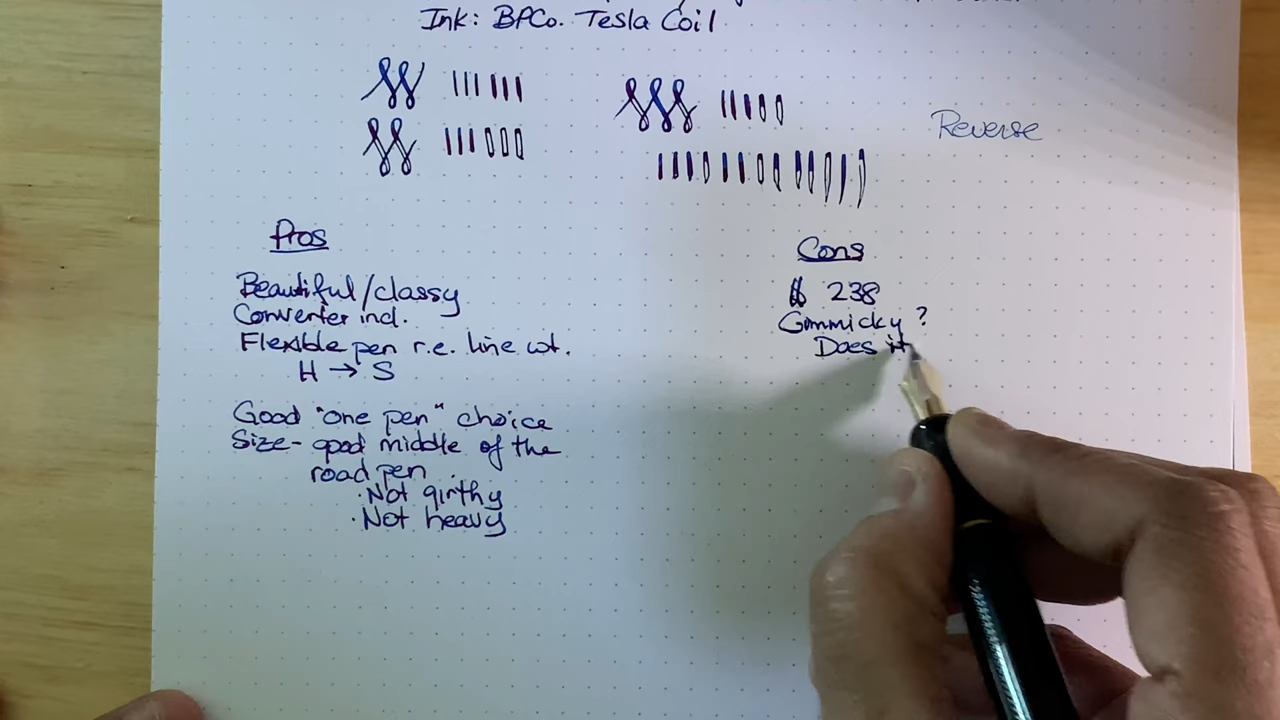 Ink: BPCo. Tesla Coil
Reverse
Pros
Beautiful/classy
Converter incl.
Flexible pen r.e. line wt.
H → S
Good "one pen" choice
Size- good middle of the
road pen
·Not girthy
·Not heavy
Cons
$ 238
Gimmicky ?
Does it